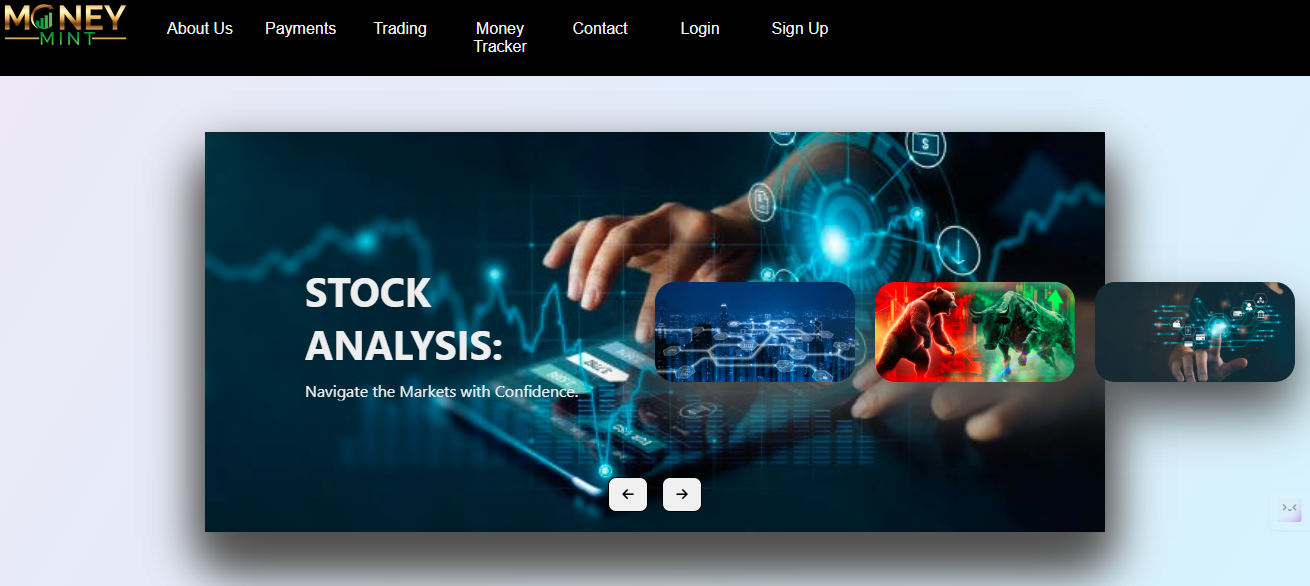 MONEY
MINT
About Us
Payments
Trading
Money
Tracker
Contact
Login
Sign Up
$
STOCK
ANALYSIS:
Navigate the Markets with Confidence.